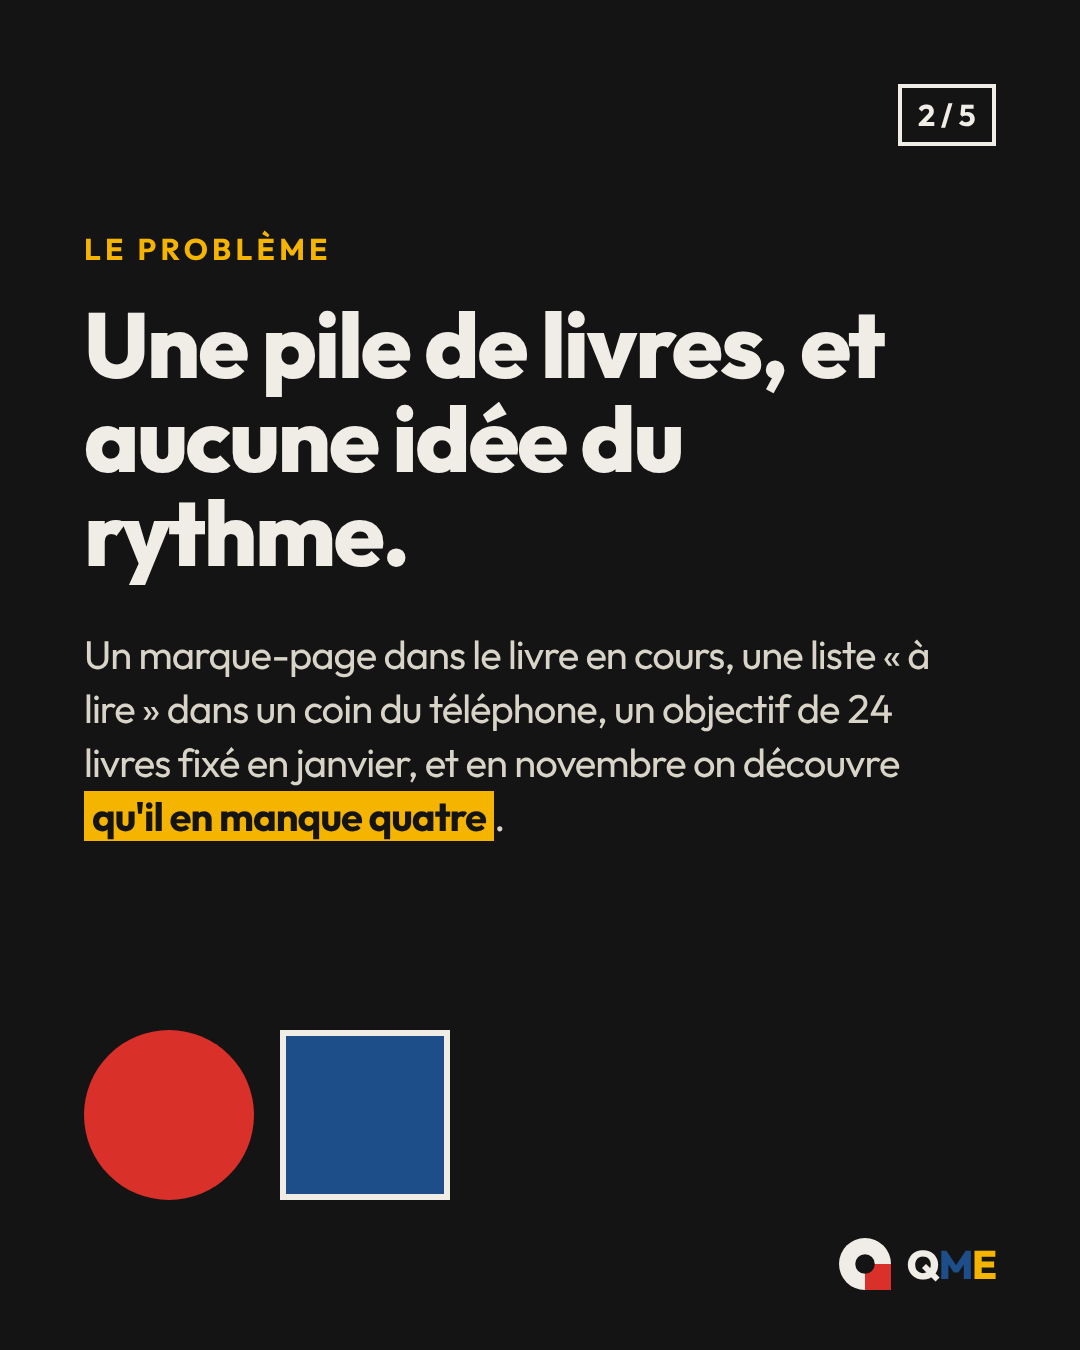 2 / 5
LE PROBLÈME
Une pile de livres, et
aucune idée du
rythme.
Un marque-page dans le livre en cours, une liste « à
lire » dans un coin du téléphone, un objectif de 24
livres fixé en janvier, et en novembre on découvre
qu'il en manque quatre.
QME